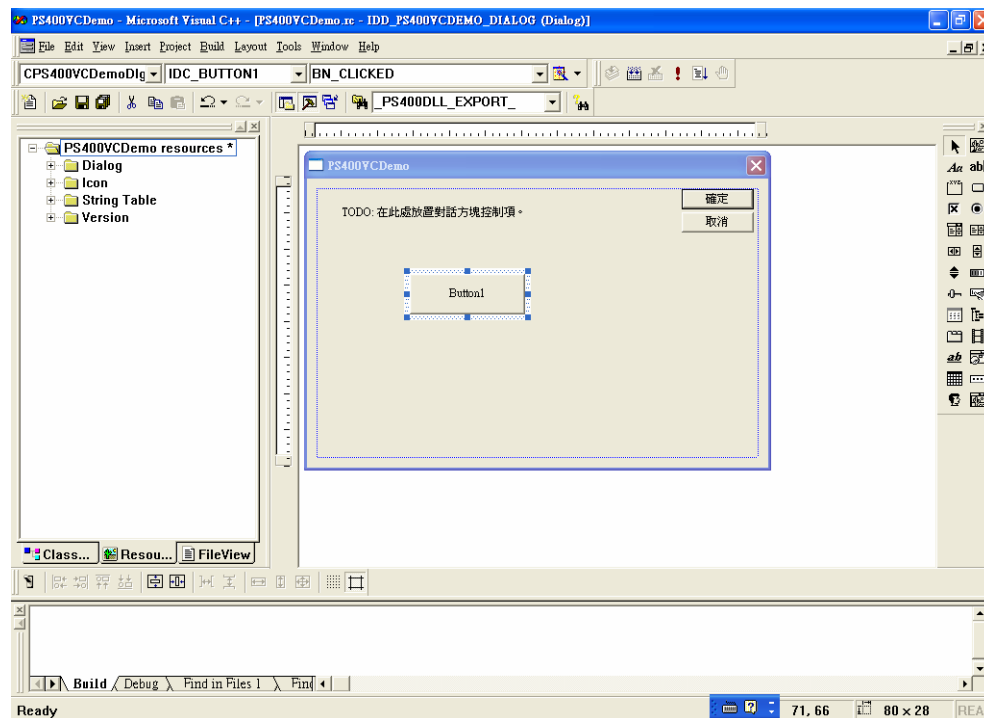 PS400VCDemo - Microsoft Visual C++ - [PS400VCDemo.rc - IDD_PS400VCDEMO_DIALOG (Dialog)]
File Edit View Insert Project Build Layout Tools Window Help
CPS400VCDemoDlg IDC_BUTTON1 BN_CLICKED
_PS400DLL_EXPORT_
PS400VCDemo resources *
Dialog
Icon
String Table
Version
PS400VCDemo
TODO: 在此處放置對話方塊控制項。
確定
取消
Button1
Class... Resou... FileView
Build Debug Find in Files 1 Find
Ready 71, 66 80 × 28 REA